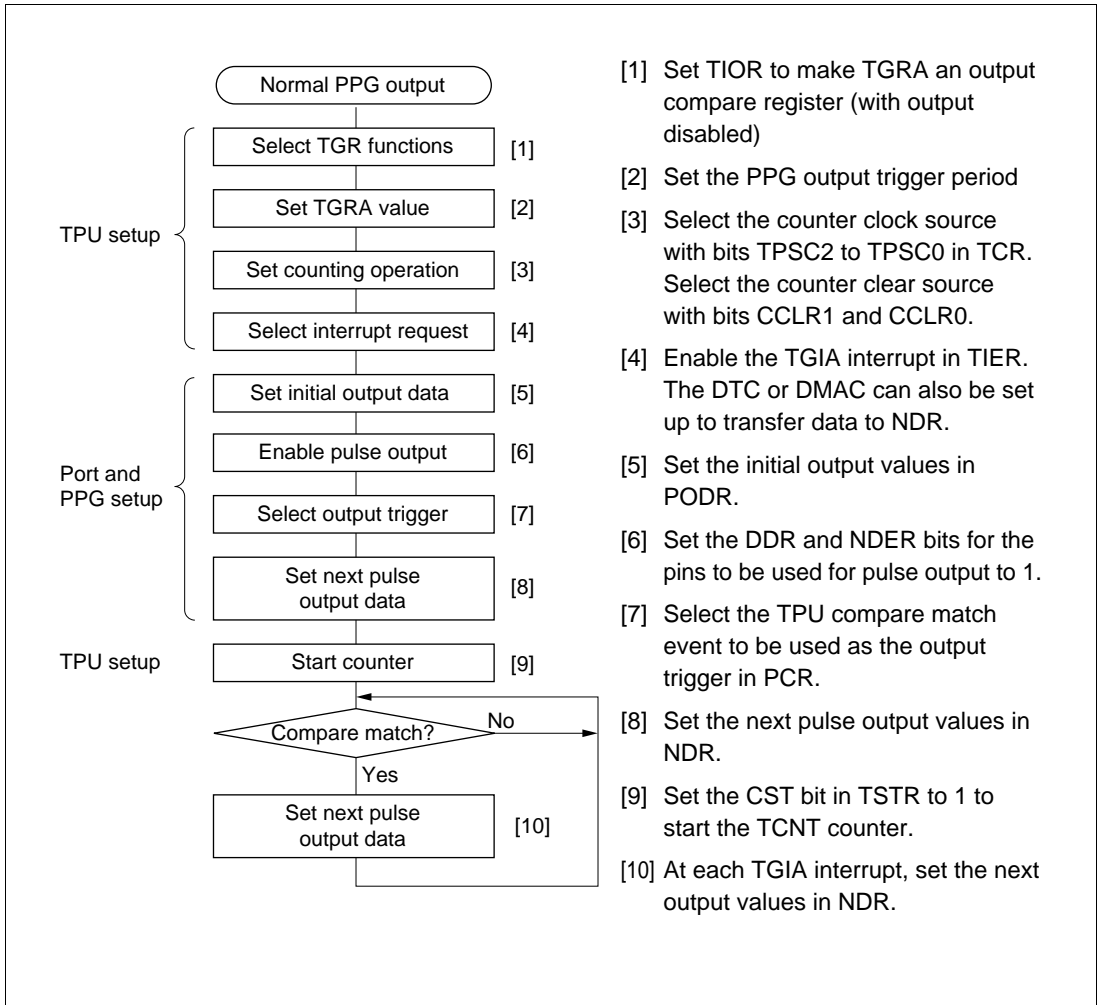 Normal PPG output
Select TGR functions [1]
Set TGRA value [2]
TPU setup
Set counting operation [3]
Select interrupt request [4]
Set initial output data [5]
Enable pulse output [6]
Port and
PPG setup
Select output trigger [7]
Set next pulse
output data
[8]
TPU setup
Start counter [9]
Compare match?
No
Yes
Set next pulse
output data
[10]
[1] Set TIOR to make TGRA an output
compare register (with output
disabled)
[2] Set the PPG output trigger period
[3] Select the counter clock source
with bits TPSC2 to TPSC0 in TCR.
Select the counter clear source
with bits CCLR1 and CCLR0.
[4] Enable the TGIA interrupt in TIER.
The DTC or DMAC can also be set
up to transfer data to NDR.
[5] Set the initial output values in
PODR.
[6] Set the DDR and NDER bits for the
pins to be used for pulse output to 1.
[7] Select the TPU compare match
event to be used as the output
trigger in PCR.
[8] Set the next pulse output values in
NDR.
[9] Set the CST bit in TSTR to 1 to
start the TCNT counter.
[10] At each TGIA interrupt, set the next
output values in NDR.